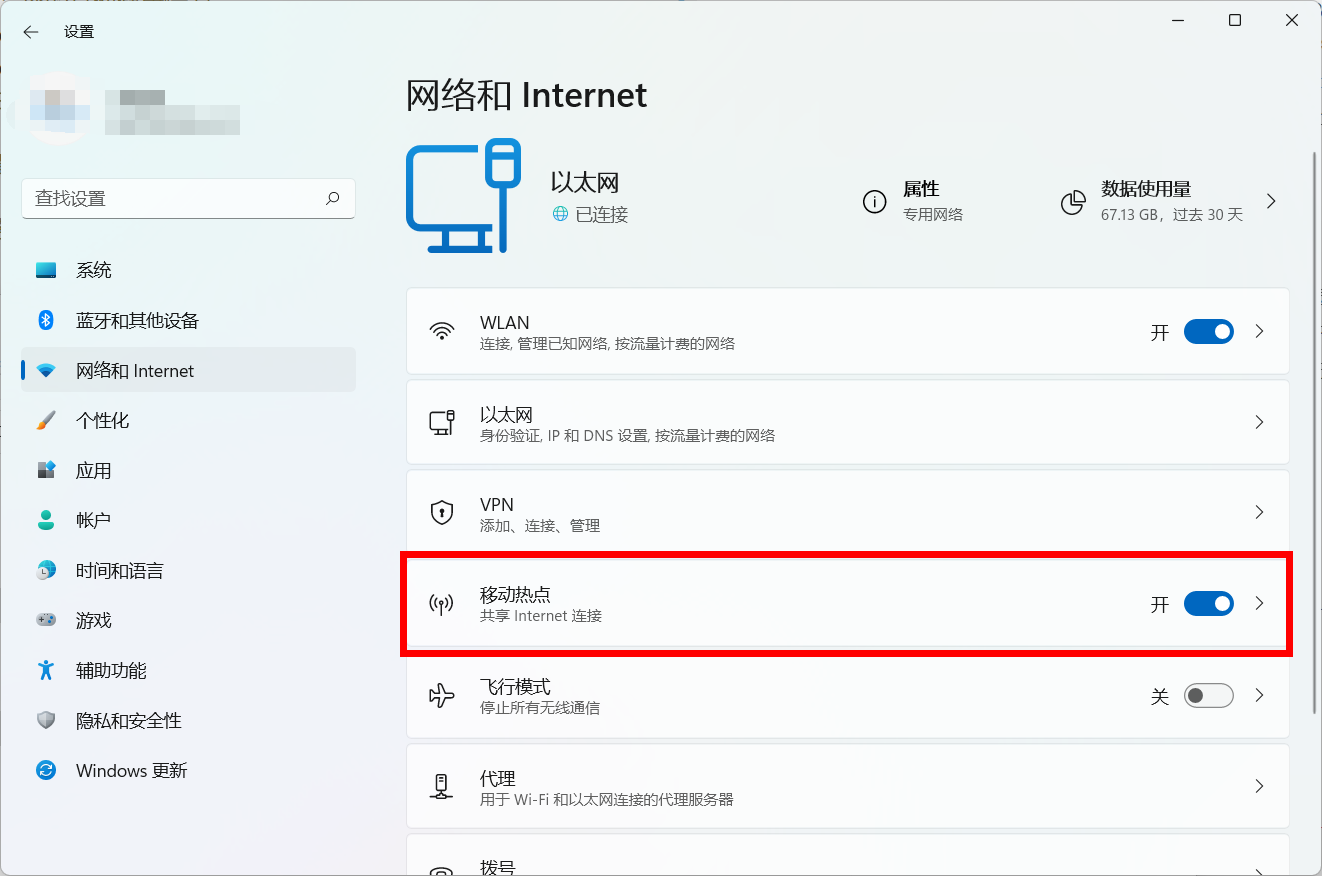 设置
查找设置
系统
蓝牙和其他设备
网络和 Internet
个性化
应用
帐户
时间和语言
游戏
辅助功能
隐私和安全性
Windows 更新
网络和 Internet
以太网
已连接
属性
专用网络
数据使用量
67.13 GB，过去 30 天
WLAN
连接, 管理已知网络, 按流量计费的网络
开
以太网
身份验证, IP 和 DNS 设置, 按流量计费的网络
VPN
添加、连接、管理
移动热点
共享 Internet 连接
开
飞行模式
停止所有无线通信
关
代理
用于 Wi-Fi 和以太网连接的代理服务器
拨号